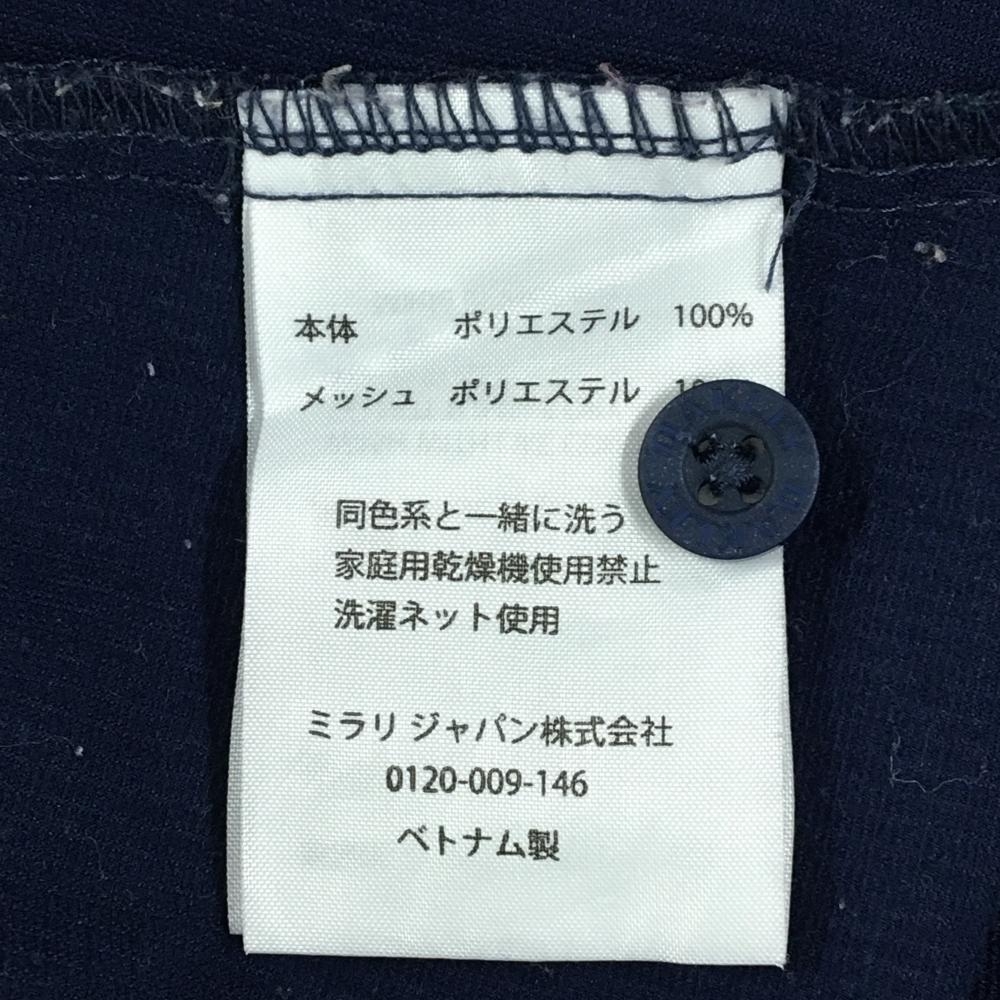 本体 ポリエステル 100%
メッシュ ポリエステル
同色系と一緒に洗う
家庭用乾燥機使用禁止
洗濯ネット使用
ミラリ ジャパン株式会社
0120-009-146
ベトナム製